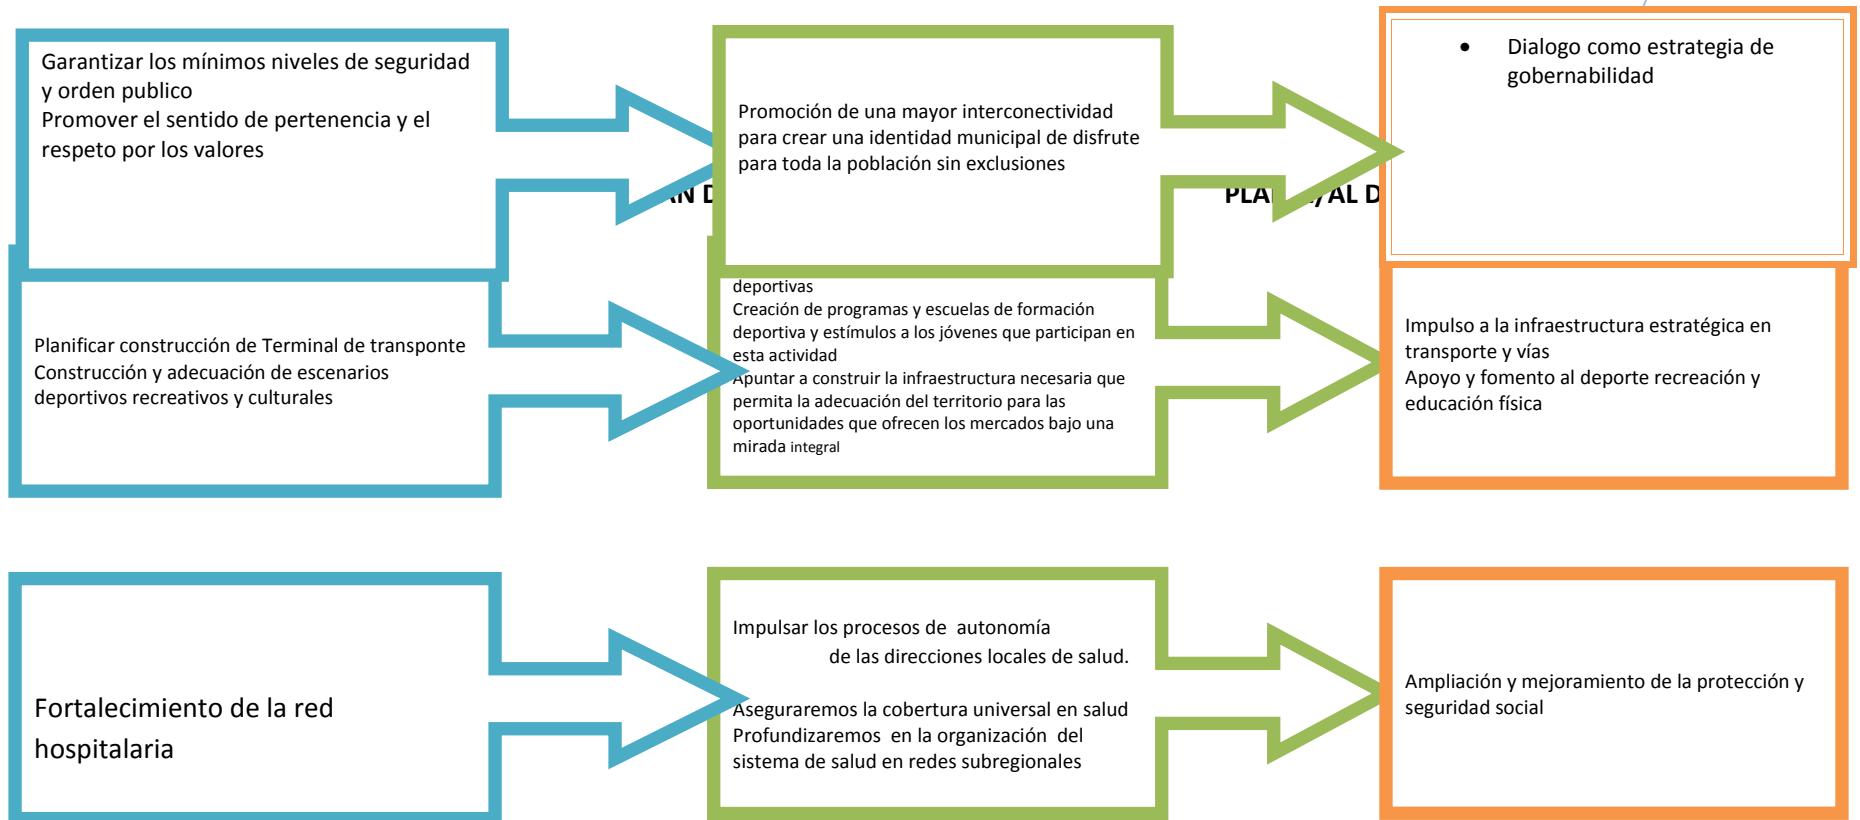 Garantizar los mínimos niveles de seguridad
y orden publico
Promover el sentido de pertenencia y el
respeto por los valores
Promoción de una mayor interconectividad
para crear una identidad municipal de disfrute
para toda la población sin exclusiones
• Dialogo como estrategia de
gobernabilidad
Planificar construcción de Terminal de transponte
Construcción y adecuación de escenarios
deportivos recreativos y culturales
deportivas
Creación de programas y escuelas de formación
deportiva y estímulos a los jóvenes que participan en
esta actividad
Apuntar a construir la infraestructura necesaria que
permita la adecuación del territorio para las
oportunidades que ofrecen los mercados bajo una
mirada integral
Impulso a la infraestructura estratégica en
transporte y vías
Apoyo y fomento al deporte recreación y
educación física
Fortalecimiento de la red
hospitalaria
Impulsar los procesos de autonomía
de las direcciones locales de salud.
Aseguraremos la cobertura universal en salud
Profundizaremos en la organización del
sistema de salud en redes subregionales
Ampliación y mejoramiento de la protección y
seguridad social